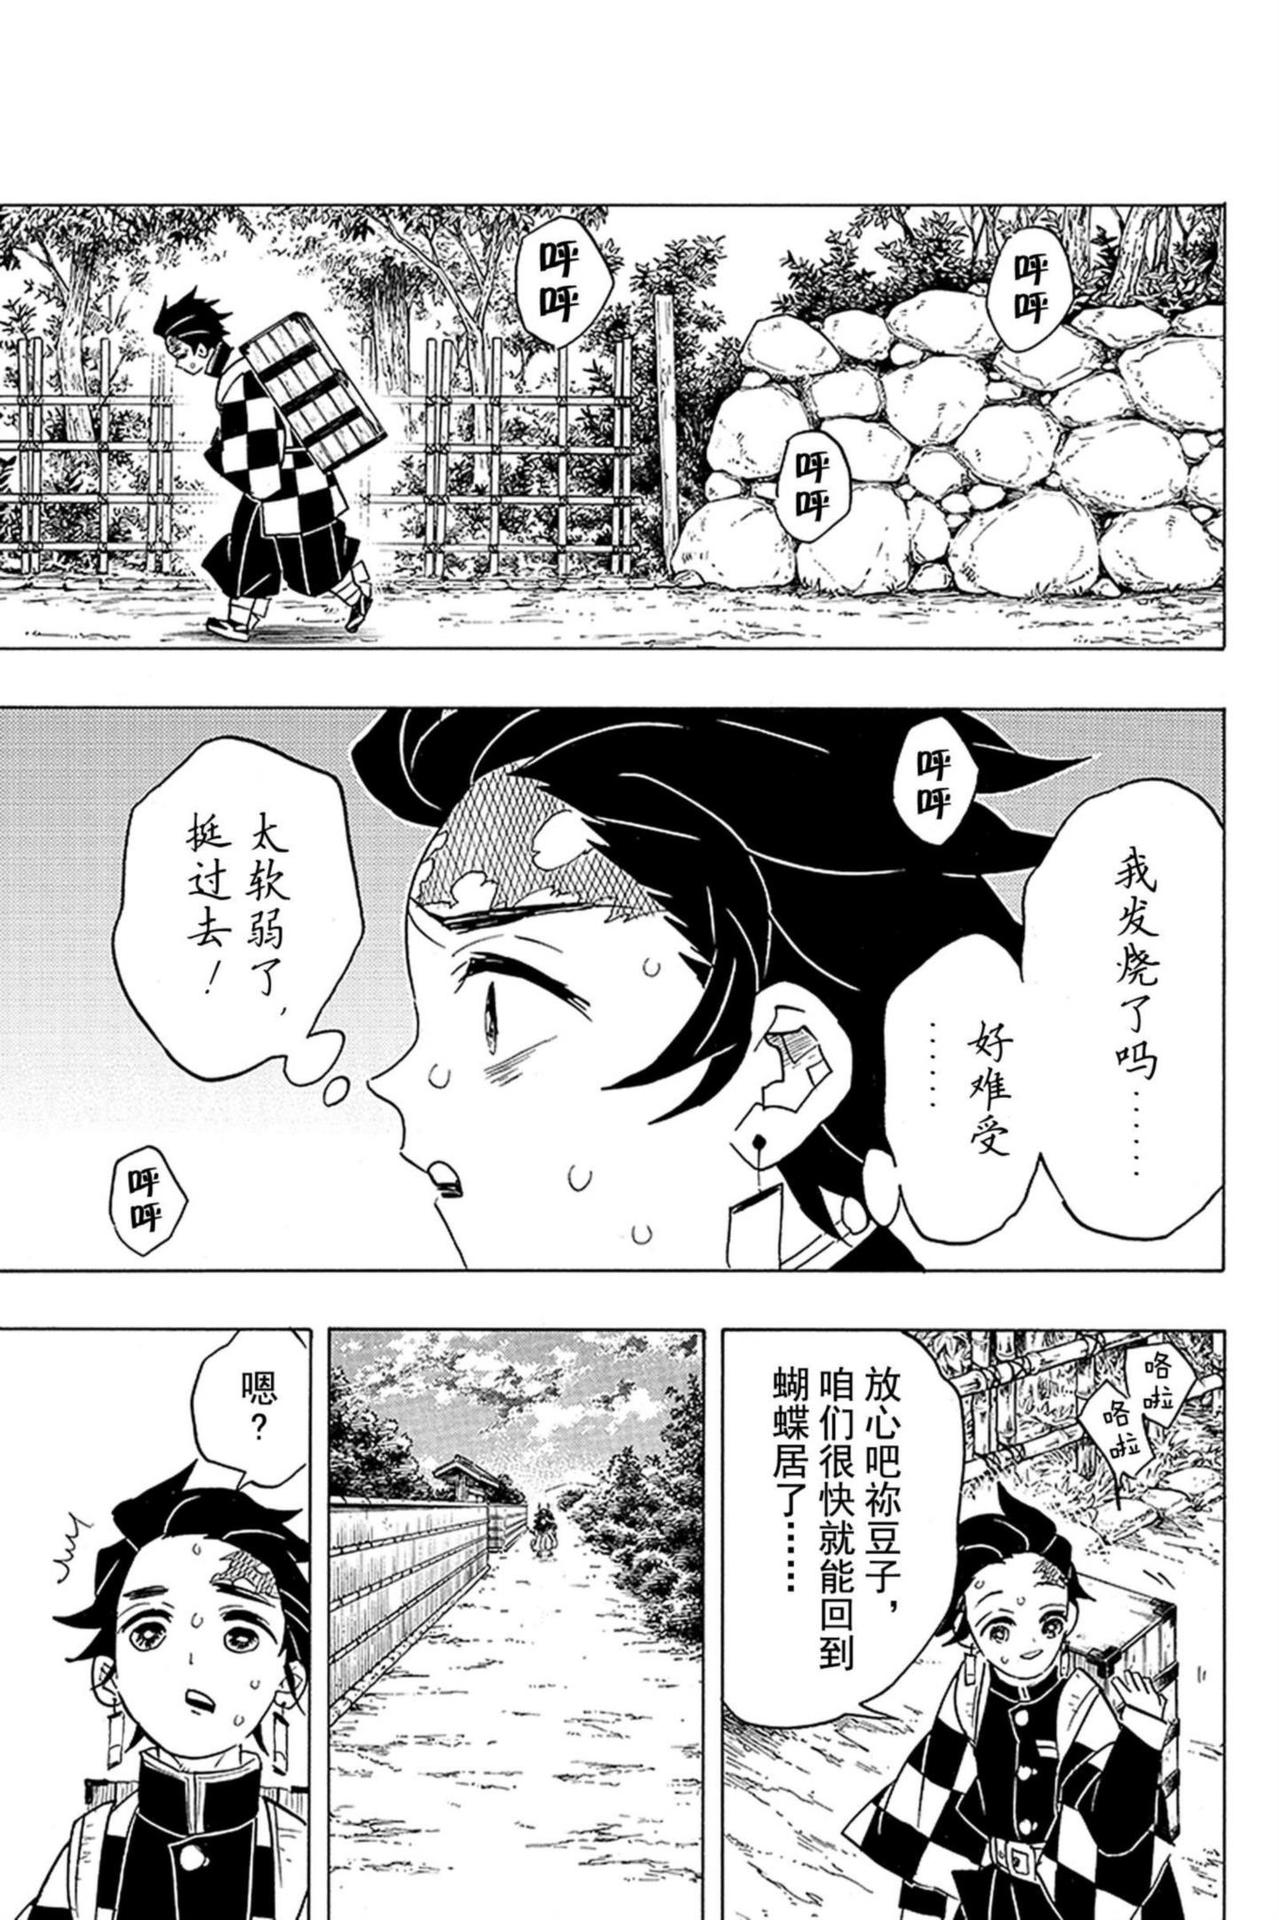 呼
呼
呼
呼
呼
呼
我发烧了吗……
好难受
……
呼
呼
太软弱了，
挺过去！
呼
呼
咯啦
咯啦
放心吧祢豆子，
咱们很快就能回到
蝴蝶居了……
嗯？